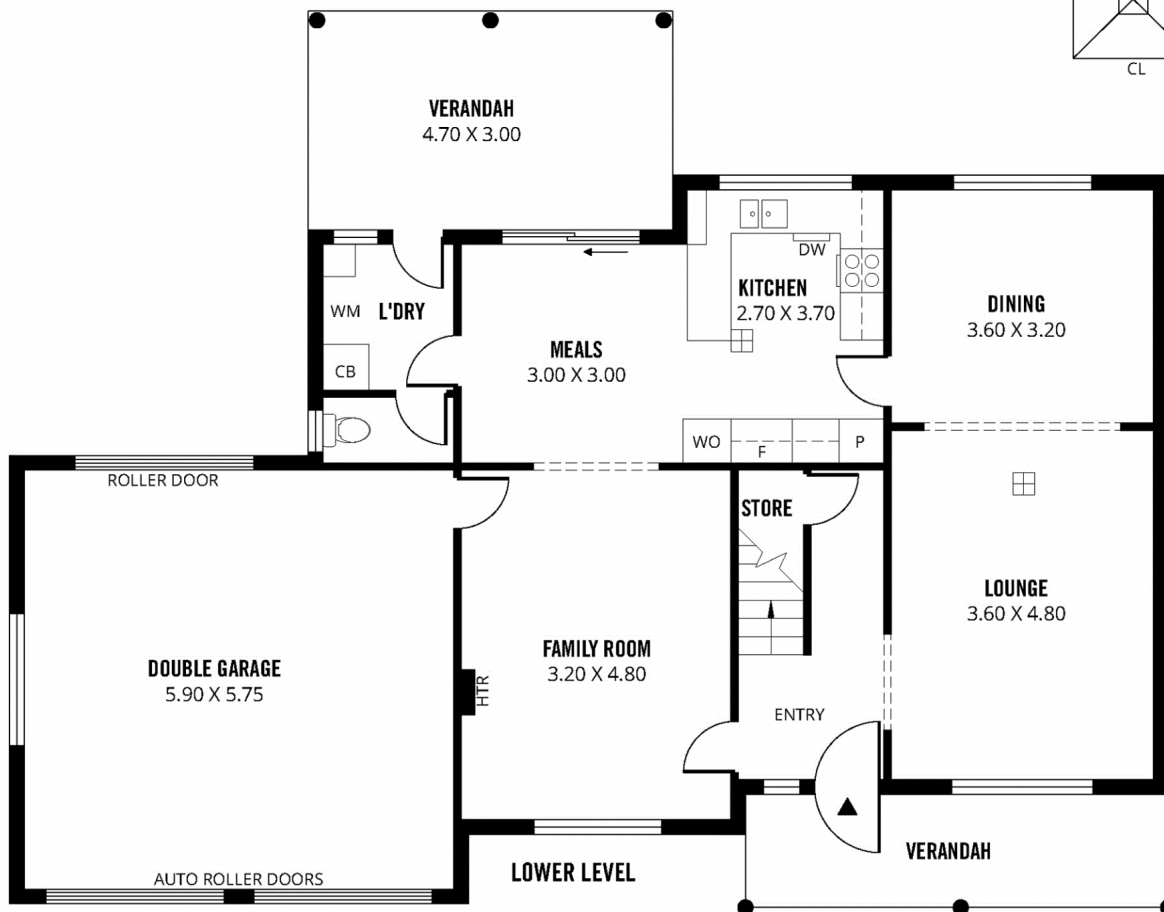 CL
VERANDAH
4.70 X 3.00
DW
KITCHEN
2.70 X 3.70
WM
L'DRY
DINING
3.60 X 3.20
MEALS
3.00 X 3.00
CB
WO
F
P
ROLLER DOOR
STORE
LOUNGE
3.60 X 4.80
FAMILY ROOM
3.20 X 4.80
DOUBLE GARAGE
5.90 X 5.75
HTR
ENTRY
VERANDAH
LOWER LEVEL
AUTO ROLLER DOORS